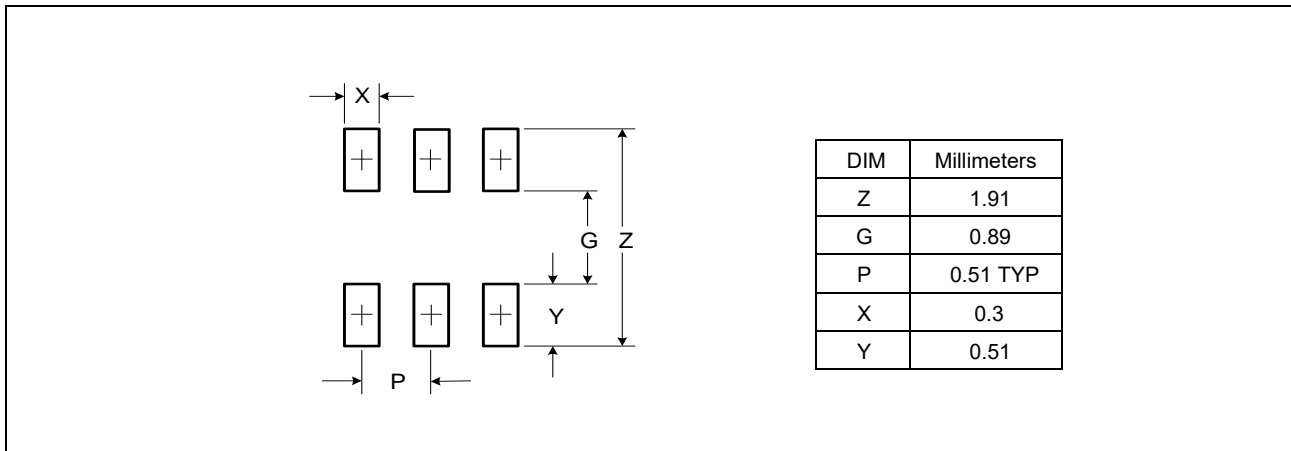 X
G Z
Y
P
DIM Millimeters
Z 1.91
G 0.89
P 0.51 TYP
X 0.3
Y 0.51